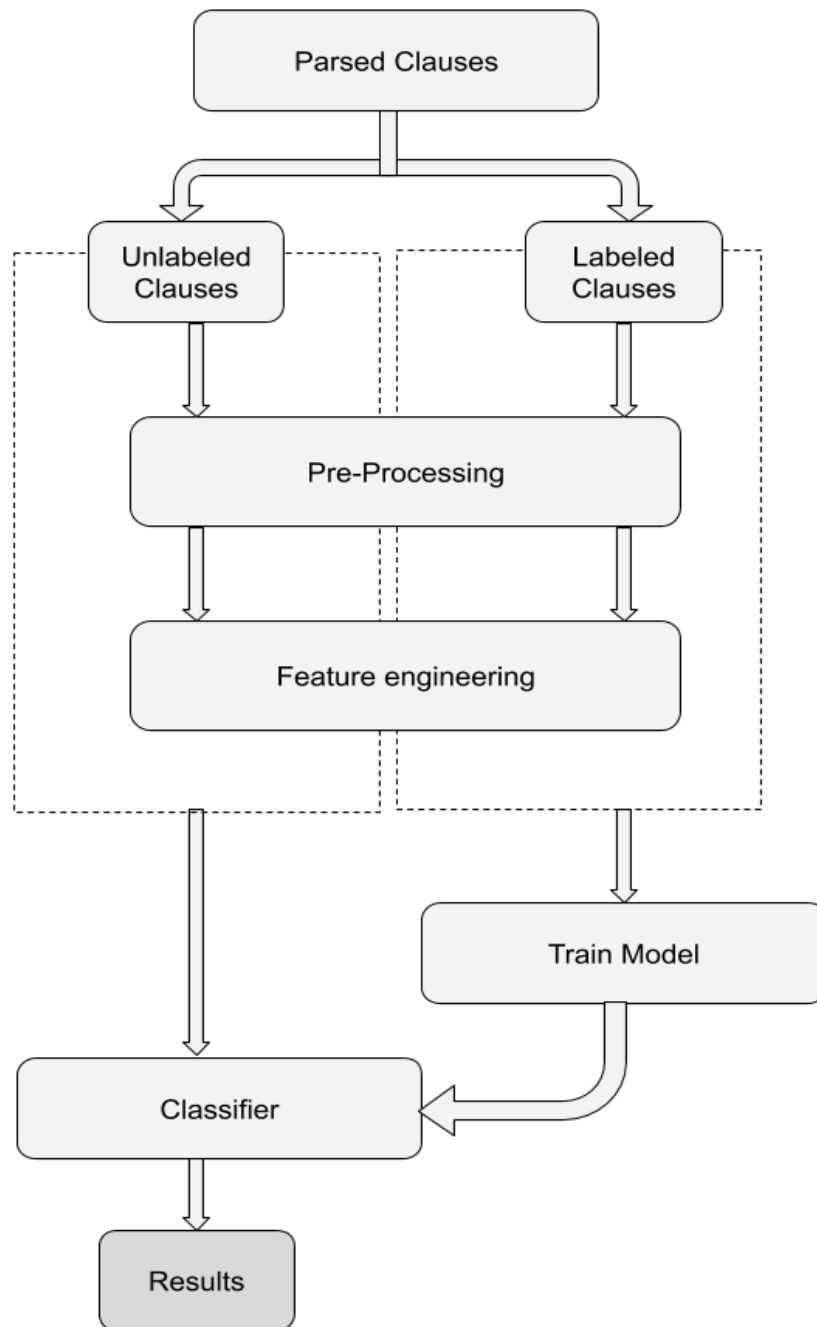 Parsed Clauses
Unlabeled
Clauses
Labeled
Clauses
Pre-Processing
Feature engineering
Train Model
Classifier
Results